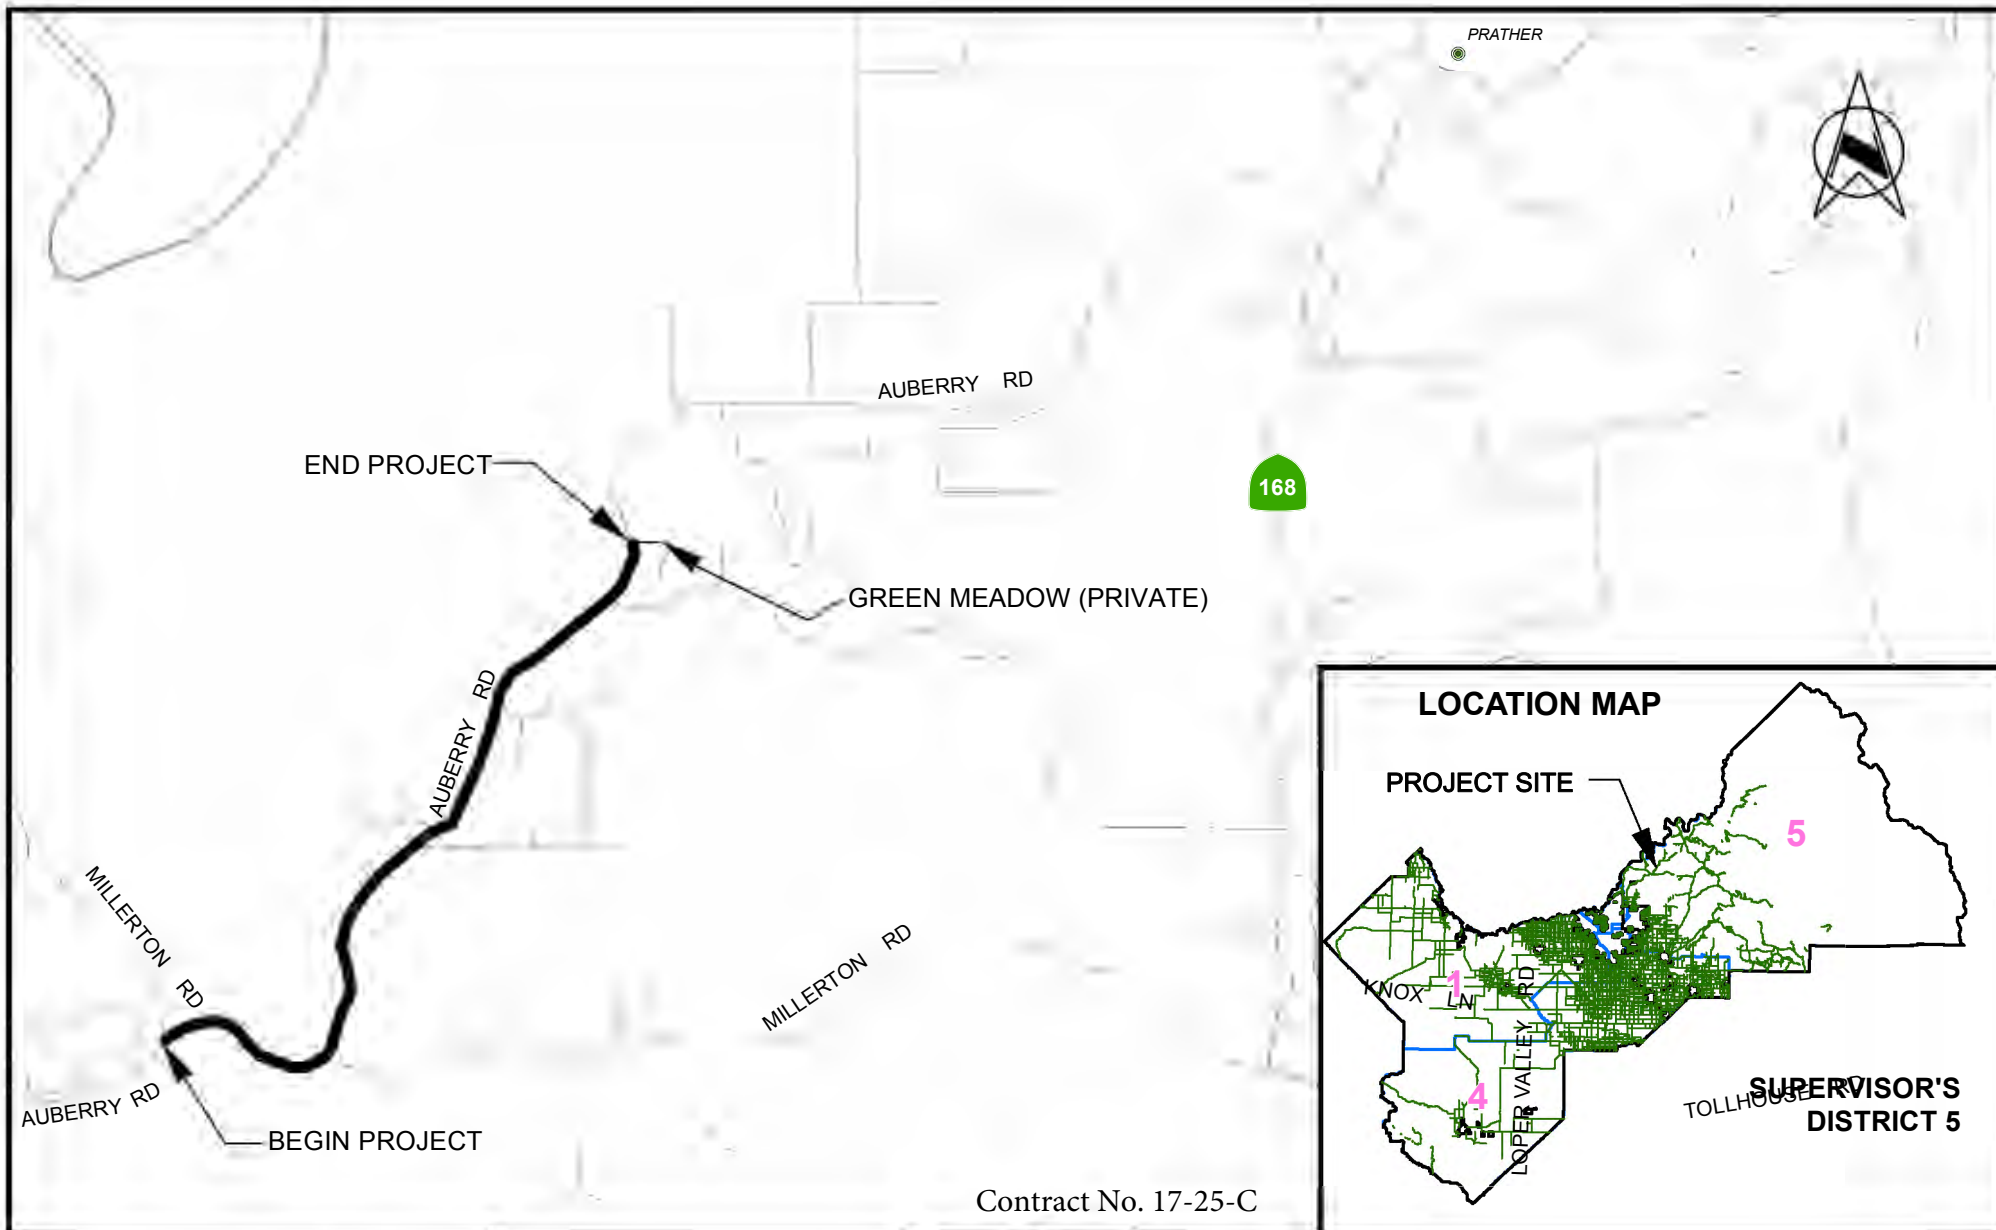 PRATHER
AUBERRY RD
END PROJECT
168
GREEN MEADOW (PRIVATE)
AUBERRY RD
LOCATION MAP
PROJECT SITE
5
MILLERTON RD
MILLERTON RD
1
KNOX LN
LOPER VALLEY RD
4
TOLLHOUSE RD
SUPERVISOR'S
DISTRICT 5
AUBERRY RD
BEGIN PROJECT
Contract No. 17-25-C